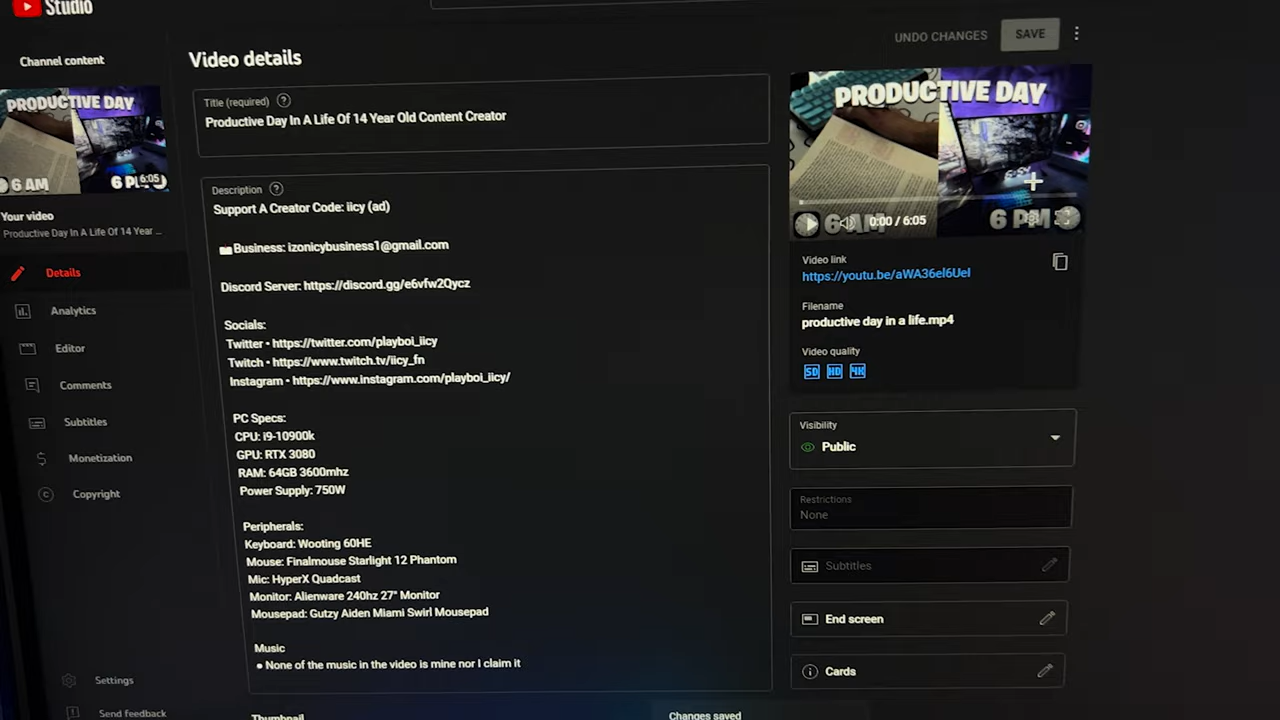 Studio
Channel content
PRODUCTIVE DAY
6 AM
6:05
Your video
Productive Day In A Life Of 14 Year ...
Details
Analytics
Editor
Comments
Subtitles
Monetization
Copyright
Settings
Send feedback
Video details
UNDO CHANGES
SAVE
Title (required)
Productive Day In A Life Of 14 Year Old Content Creator
Description
Support A Creator Code: iicy (ad)
Business: izonicybusiness1@gmail.com
Discord Server: https://discord.gg/e6vfw2Qycz
Socials:
Twitter • https://twitter.com/playboi_iicy
Twitch • https://www.twitch.tv/iicy_fn
Instagram • https://www.instagram.com/playboi_iicy/
PC Specs:
CPU: i9-10900k
GPU: RTX 3080
RAM: 64GB 3600mhz
Power Supply: 750W
Peripherals:
Keyboard: Wooting 60HE
Mouse: Finalmouse Starlight 12 Phantom
Mic: HyperX Quadcast
Monitor: Alienware 240hz 27" Monitor
Mousepad: Gutzy Aiden Miami Swirl Mousepad
Music
● None of the music in the video is mine nor I claim it
Thumbnail
Changes saved
PRODUCTIVE DAY
6 AM
6 PM
0:00 / 6:05
Video link
https://youtu.be/aWA36el6UeI
Filename
productive day in a life.mp4
Video quality
SD HD 4K
Visibility
Public
Restrictions
None
Subtitles
End screen
Cards